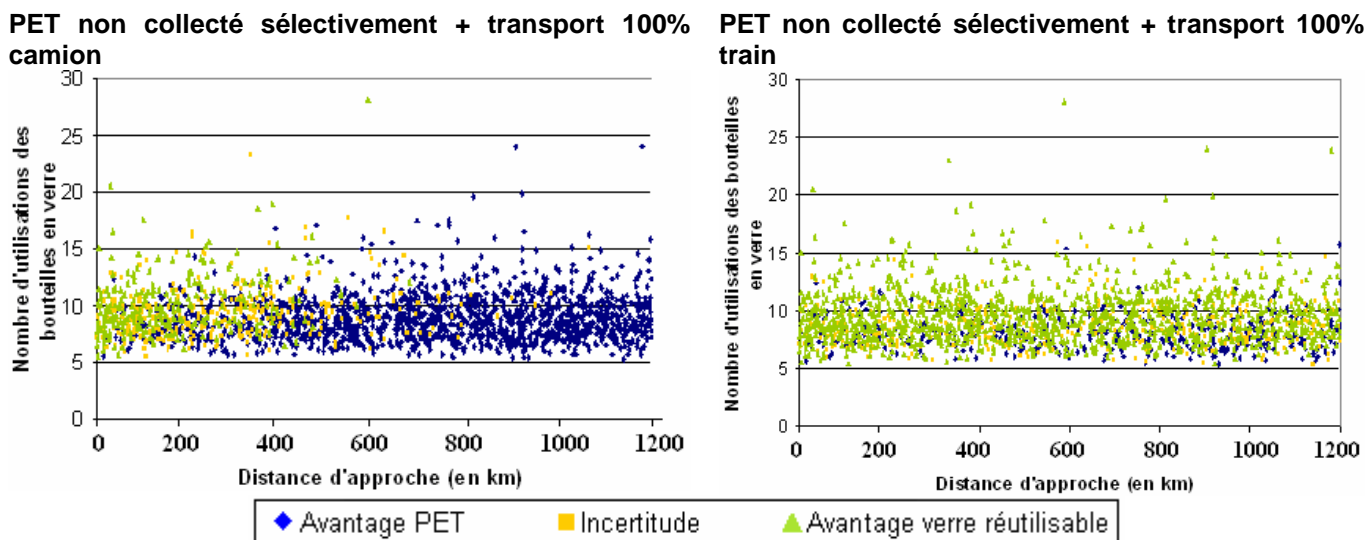 PET non collecté sélectivement + transport 100%
camion
30
25
20
15
10
5
0
Nombre d'utilisations des
bouteilles en verre
0 200 400 600 800 1000 1200
Distance d'approche (en km)
PET non collecté sélectivement + transport 100%
train
30
25
20
15
10
5
0
Nombre d'utilisations des bouteilles
en verre
0 200 400 600 800 1000 1200
Distance d'approche (en km)
Avantage PET Incertitude Avantage verre réutilisable